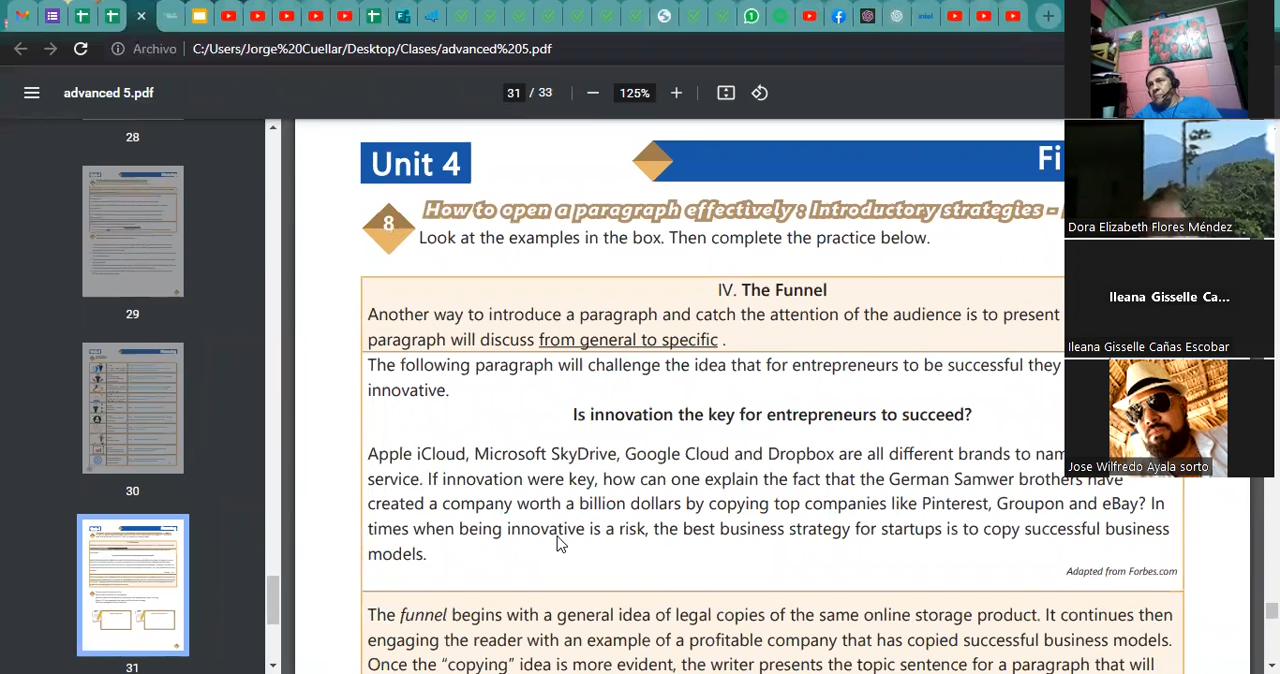 Archivo C:/Users/Jorge%20Cuellar/Desktop/Clases/advanced%205.pdf
advanced 5.pdf
31 / 33
125%
28
29
30
31
Unit 4
Fi
8
How to open a paragraph effectively : Introductory strategies -
Look at the examples in the box. Then complete the practice below.
IV. The Funnel
Another way to introduce a paragraph and catch the attention of the audience is to present
paragraph will discuss from general to specific .
The following paragraph will challenge the idea that for entrepreneurs to be successful they
innovative.
Is innovation the key for entrepreneurs to succeed?
Apple iCloud, Microsoft SkyDrive, Google Cloud and Dropbox are all different brands to nam
service. If innovation were key, how can one explain the fact that the German Samwer brothers have
created a company worth a billion dollars by copying top companies like Pinterest, Groupon and eBay? In
times when being innovative is a risk, the best business strategy for startups is to copy successful business
models.
Adapted from Forbes.com
The funnel begins with a general idea of legal copies of the same online storage product. It continues then
engaging the reader with an example of a profitable company that has copied successful business models.
Once the “copying” idea is more evident, the writer presents the topic sentence for a paragraph that will
Dora Elizabeth Flores Méndez
Ileana Gisselle Ca...
Ileana Gisselle Cañas Escobar
Jose Wilfredo Ayala sorto